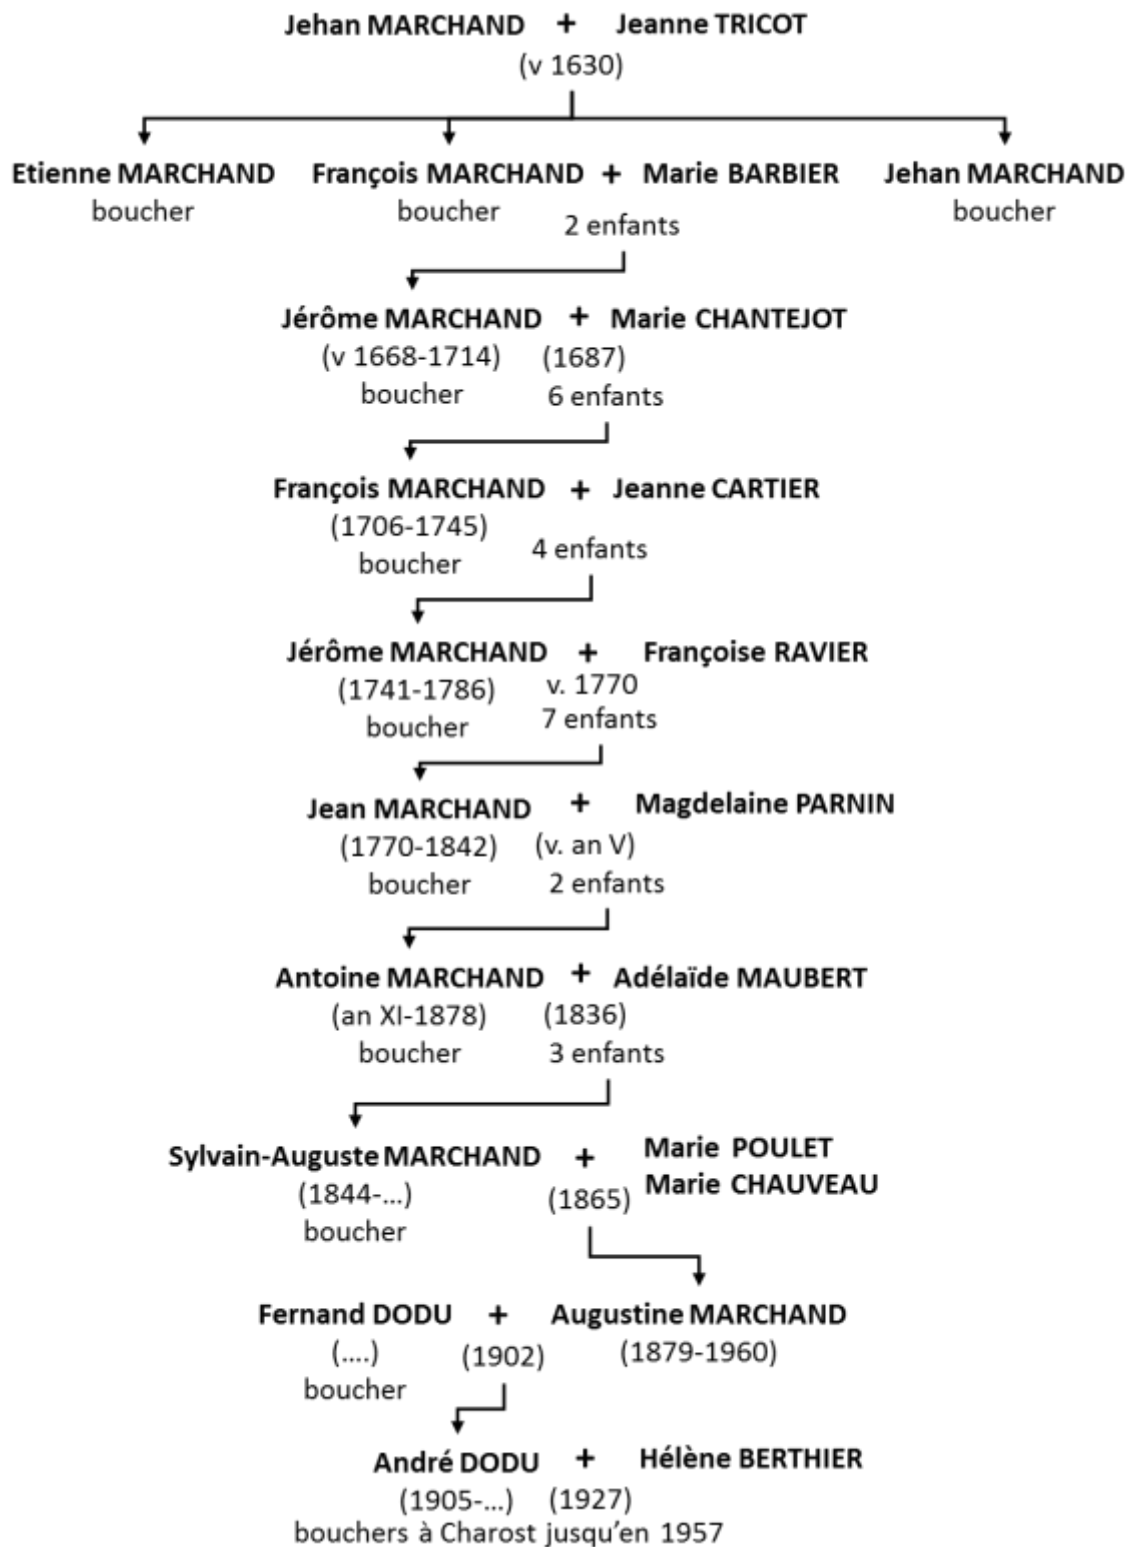 Jehan MARCHAND + Jeanne TRICOT
(v 1630)
Etienne MARCHAND François MARCHAND + Marie BARBIER Jehan MARCHAND
boucher boucher boucher
2 enfants
Jérôme MARCHAND + Marie CHANTEJOT
(v 1668-1714) (1687)
boucher 6 enfants
François MARCHAND + Jeanne CARTIER
(1706-1745)
boucher 4 enfants
Jérôme MARCHAND + Françoise RAVIER
(1741-1786) v. 1770
boucher 7 enfants
Jean MARCHAND + Magdelaine PARNIN
(1770-1842) (v. an V)
boucher 2 enfants
Antoine MARCHAND + Adélaïde MAUBERT
(an XI-1878) (1836)
boucher 3 enfants
Sylvain-Auguste MARCHAND + Marie POULET
Marie CHAUVEAU
(1844-...) (1865)
boucher
Fernand DODU + Augustine MARCHAND
(....) (1902) (1879-1960)
boucher
André DODU + Hélène BERTHIER
(1905-...) (1927)
bouchers à Charost jusqu'en 1957